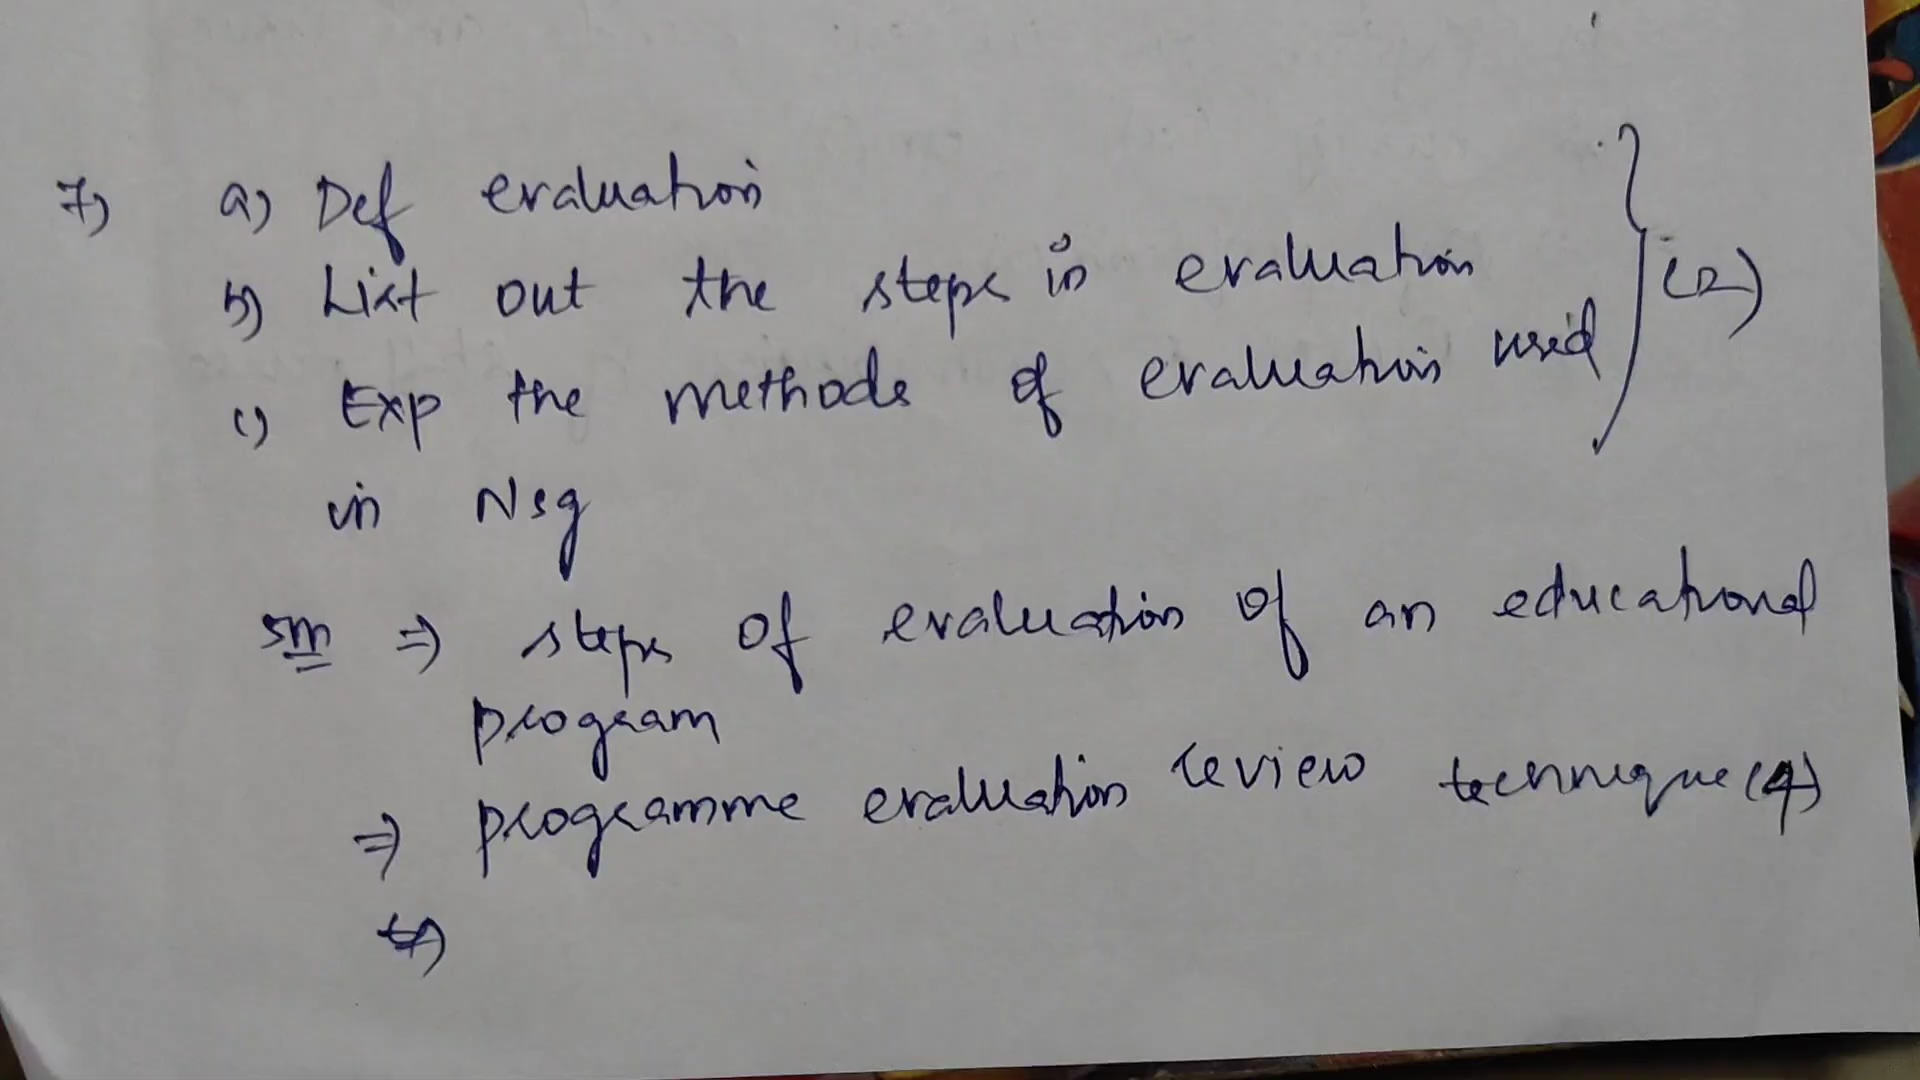 7) a) Def evaluation
b) List out the steps in evaluation
c) Exp the methods of evaluation used } (2)
in Nsg
5m => steps of evaluation of an educational
program
=> programme evaluation review technique (4)